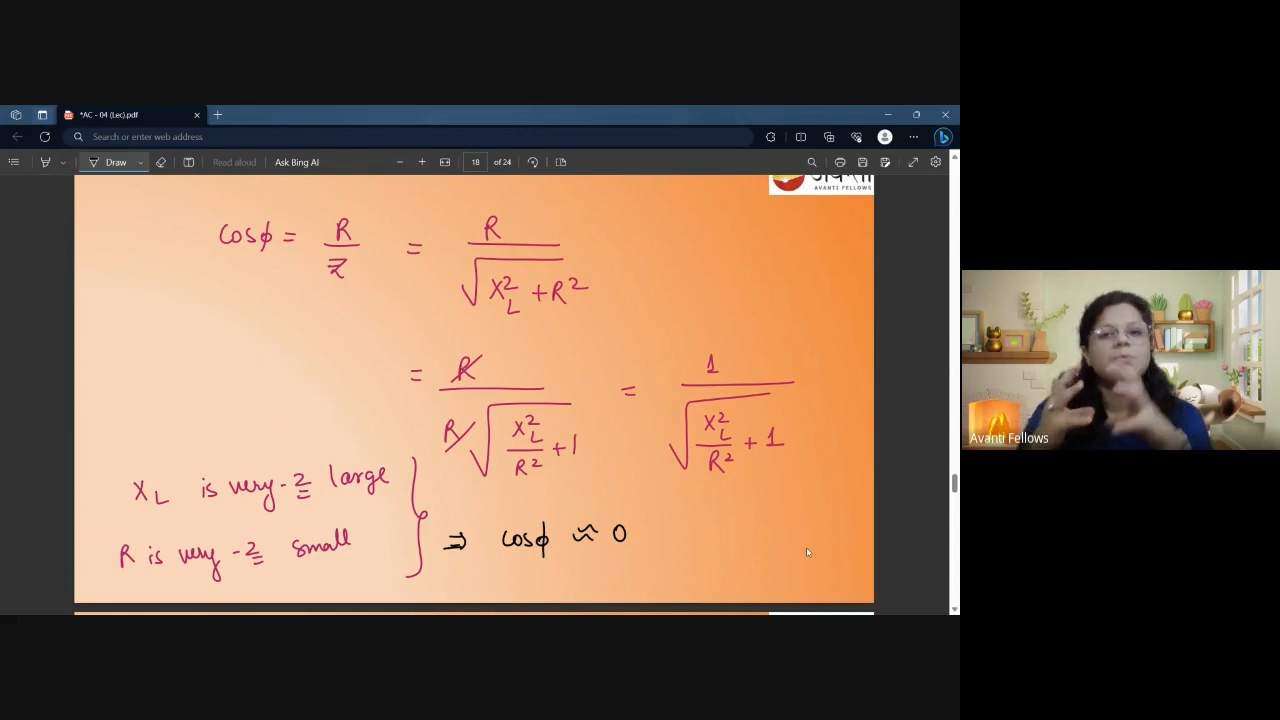 *AC - 04 (Lec).pdf
Search or enter web address
Draw
Read aloud
Ask Bing AI
18 of 24
AVANTI FELLOWS
cosϕ = R/Z = R/√(X_L² + R²)
= R/(R√(X_L²/R² + 1)) = 1/√(X_L²/R² + 1)
X_L is very-2 large
R is very-2 small
⇒ cosϕ ≈ 0
Avanti Fellows